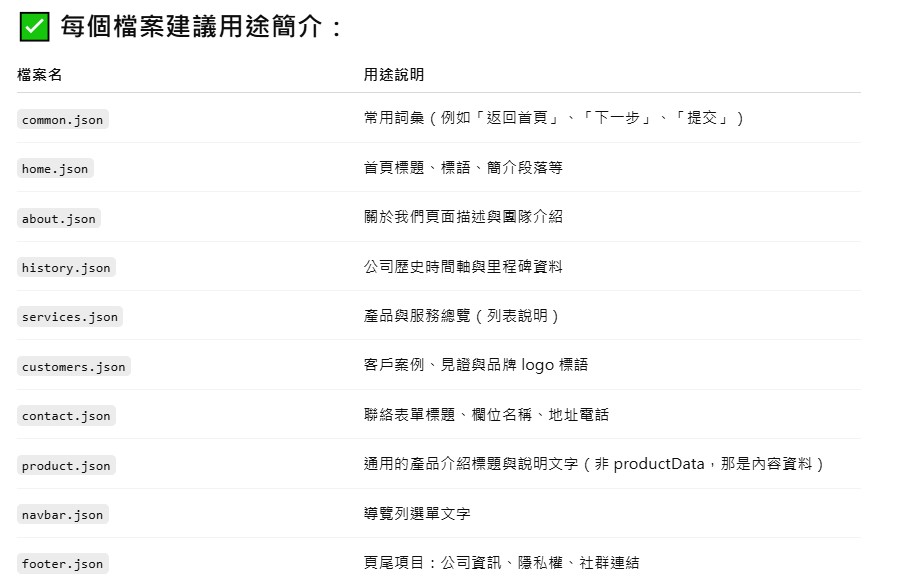 ✅ 每個檔案建議用途簡介：
檔案名 用途說明
common.json 常用詞彙（例如「返回首頁」、「下一步」、「提交」）
home.json 首頁標題、標語、簡介段落等
about.json 關於我們頁面描述與團隊介紹
history.json 公司歷史時間軸與里程碑資料
services.json 產品與服務總覽（列表說明）
customers.json 客戶案例、見證與品牌 logo 標語
contact.json 聯絡表單標題、欄位名稱、地址電話
product.json 通用的產品介紹標題與說明文字（非 productData，那是內容資料）
navbar.json 導覽列選單文字
footer.json 頁尾項目：公司資訊、隱私權、社群連結